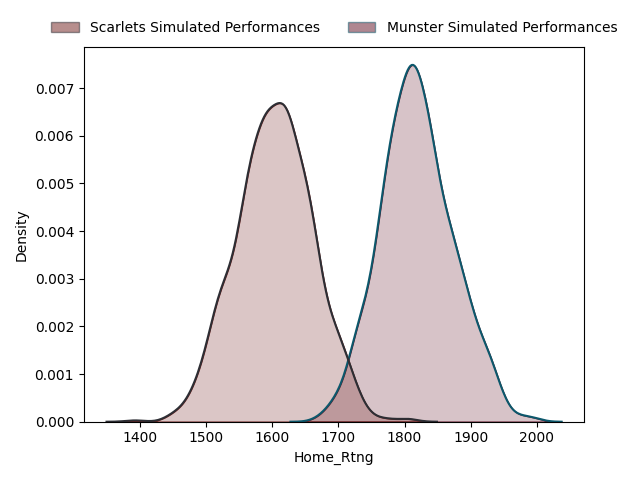 Scarlets Simulated Performances Munster Simulated Performances
0.007
0.006
0.005
0.004
0.003
0.002
0.001
0.000
Density
1400 1500 1600 1700 1800 1900 2000
Home_Rtng